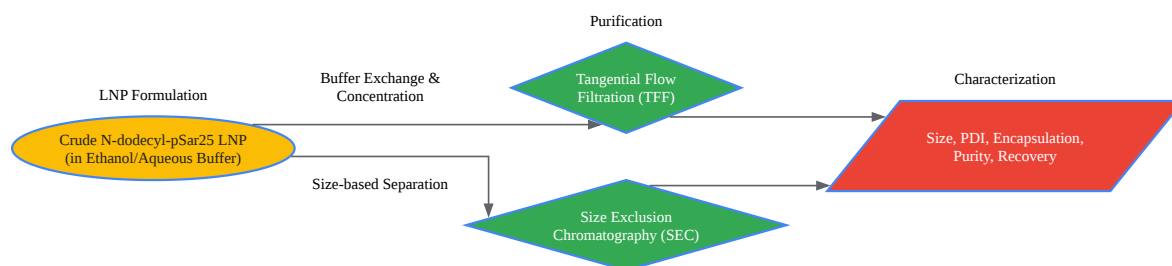 Purification
Tangential Flow
Filtration (TFF)
Buffer Exchange &
Concentration
Characterization
LNP Formulation
Crude N-dodecyl-pSar25 LNP
(in Ethanol/Aqueous Buffer)
Size, PDI, Encapsulation,
Purity, Recovery
Size-based Separation
Size Exclusion
Chromatography (SEC)